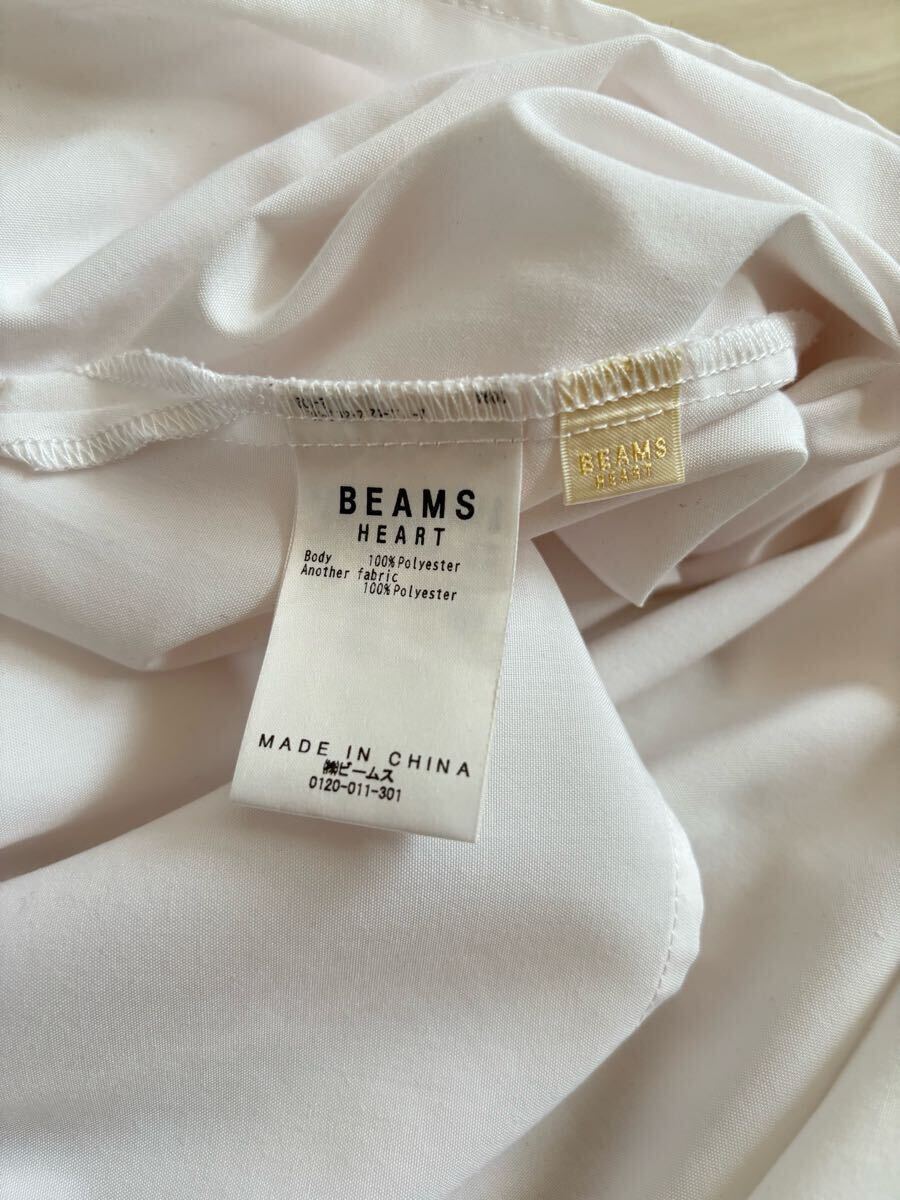 BEAMS
HEART
BEAMS
HEART
Body 100% Polyester
Another fabric
100% Polyester
MADE IN CHINA
㈱ビームス
0120-011-301